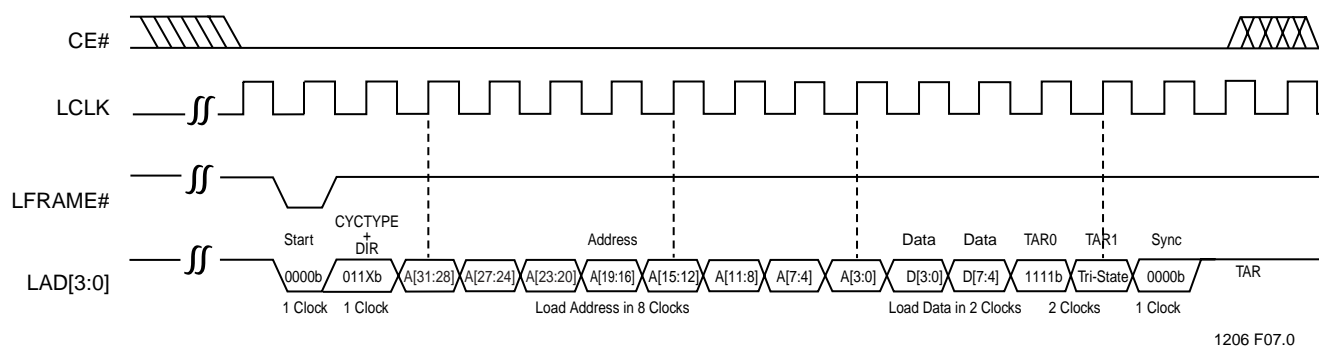 CE#
LCLK
LFRAME#
CYCTYPE
+
DIR
Start
Address
Data
Data
TAR0
TAR1
Sync
LAD[3:0]
0000b
011Xb
A[31:28]
A[27:24]
A[23:20]
A[19:16]
A[15:12]
A[11:8]
A[7:4]
A[3:0]
D[3:0]
D[7:4]
1111b
Tri-State
0000b
TAR
1 Clock
1 Clock
Load Address in 8 Clocks
Load Data in 2 Clocks
2 Clocks
1 Clock
1206 F07.0